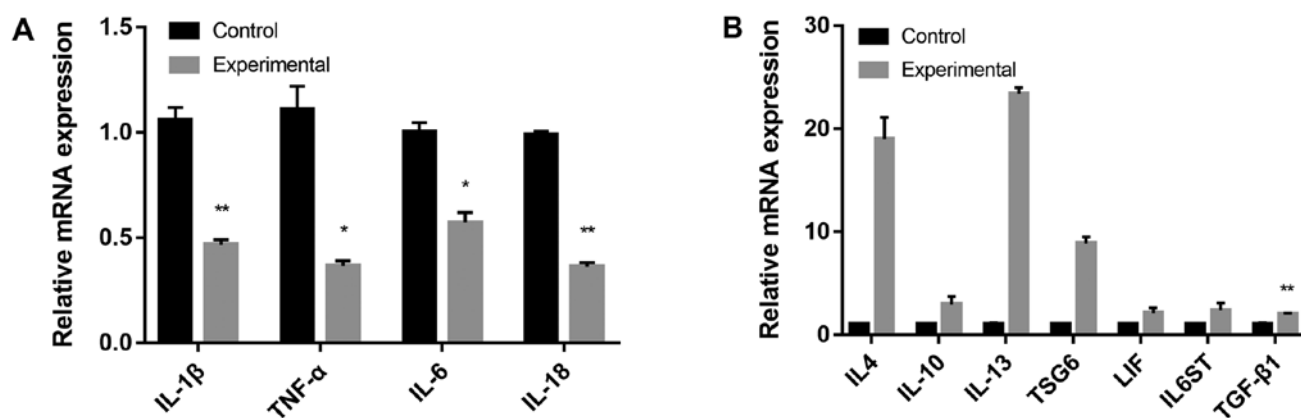 A
Relative mRNA expression
1.5
1.0
0.5
0.0
Control
Experimental
**
*
*
**
IL-1β
TNF-α
IL-6
IL-18
B
Relative mRNA expression
30
20
10
0
Control
Experimental
**
IL4
IL-10
IL-13
TSG6
LIF
IL6ST
TGF-β1